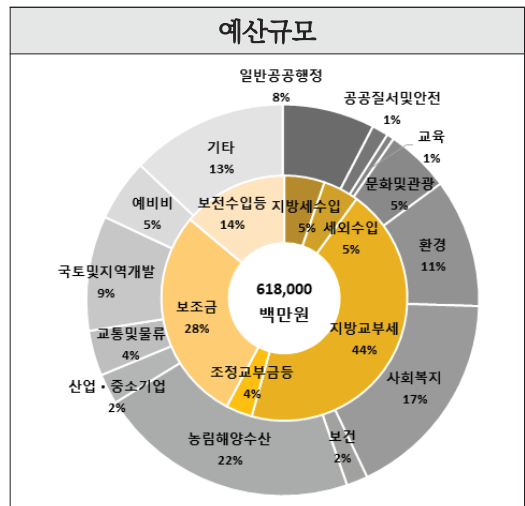 예산규모
일반공공행정
8%
공공질서및안전
1%
교육
1%
문화및관광
5%
환경
11%
사회복지
17%
보건
2%
농림해양수산
22%
산업・중소기업
2%
교통및물류
4%
국토및지역개발
9%
예비비
5%
기타
13%
지방세수입
5%
세외수입
5%
지방교부세
44%
조정교부금등
4%
보조금
28%
보전수입등
14%
618,000
백만원